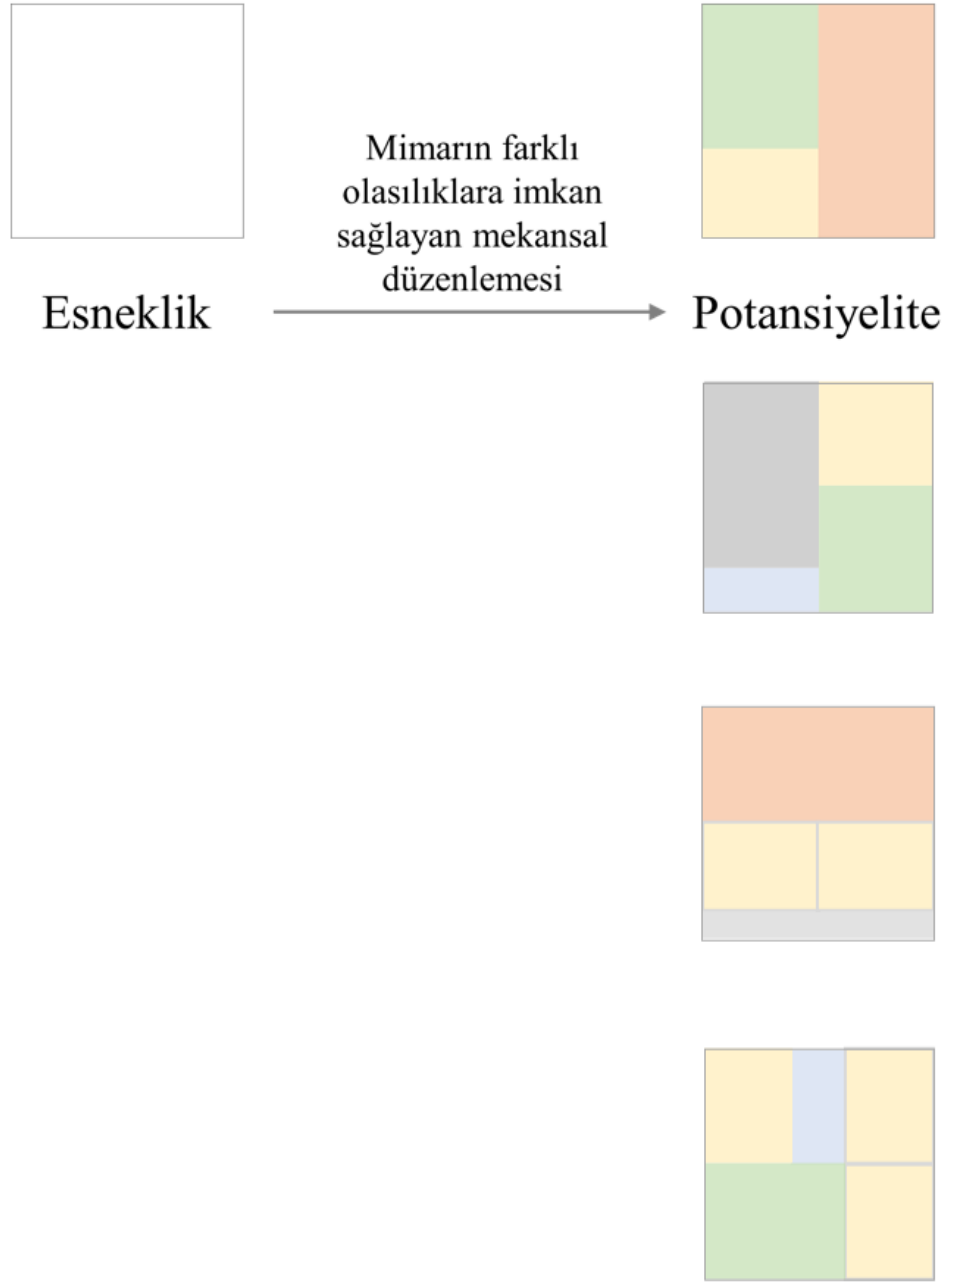 Mimarın farklı
olasılıklara imkan
sağlayan mekansal
düzenlemesi
Esneklik
Potansiyelite